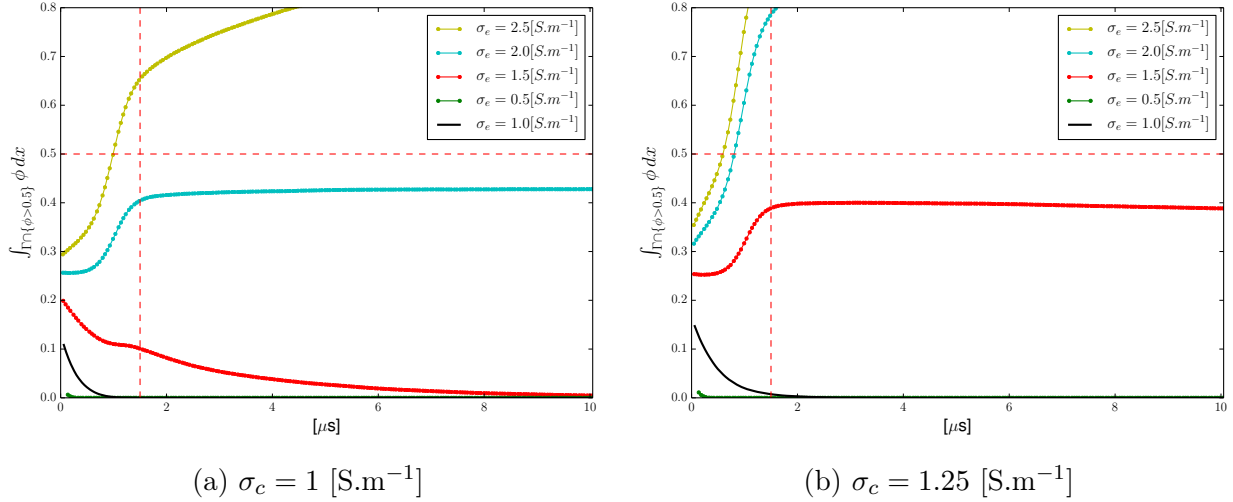 0.8
0.7
0.6
0.5
0.4
0.3
0.2
0.1
0.0
0
2
4
6
8
10
∫Γ∩{ϕ>0.5} ϕ dx
[μs]
σe = 2.5[S.m−1]
σe = 2.0[S.m−1]
σe = 1.5[S.m−1]
σe = 0.5[S.m−1]
σe = 1.0[S.m−1]
(a) σc = 1 [S.m−1]
0.8
0.7
0.6
0.5
0.4
0.3
0.2
0.1
0.0
0
2
4
6
8
10
∫Γ∩{ϕ>0.5} ϕ dx
[μs]
σe = 2.5[S.m−1]
σe = 2.0[S.m−1]
σe = 1.5[S.m−1]
σe = 0.5[S.m−1]
σe = 1.0[S.m−1]
(b) σc = 1.25 [S.m−1]